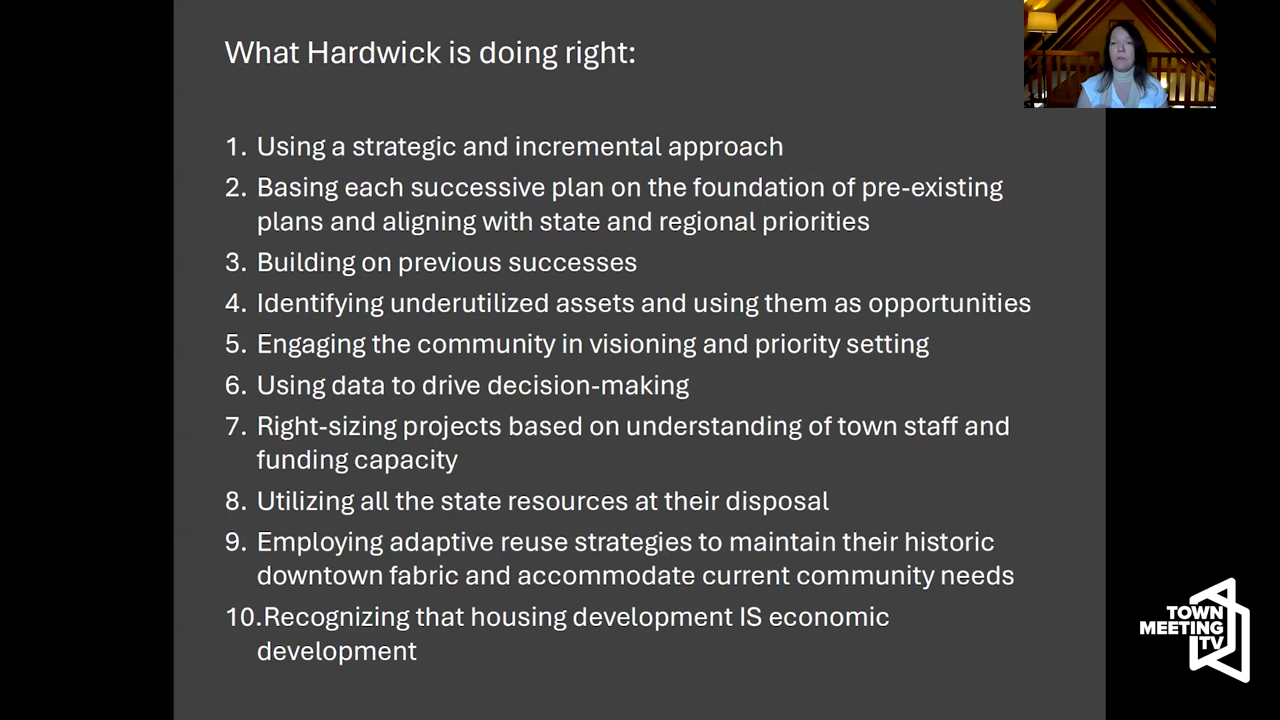 What Hardwick is doing right:
1. Using a strategic and incremental approach
2. Basing each successive plan on the foundation of pre-existing
plans and aligning with state and regional priorities
3. Building on previous successes
4. Identifying underutilized assets and using them as opportunities
5. Engaging the community in visioning and priority setting
6. Using data to drive decision-making
7. Right-sizing projects based on understanding of town staff and
funding capacity
8. Utilizing all the state resources at their disposal
9. Employing adaptive reuse strategies to maintain their historic
downtown fabric and accommodate current community needs
10.Recognizing that housing development IS economic
development
TOWN
MEETING
TV